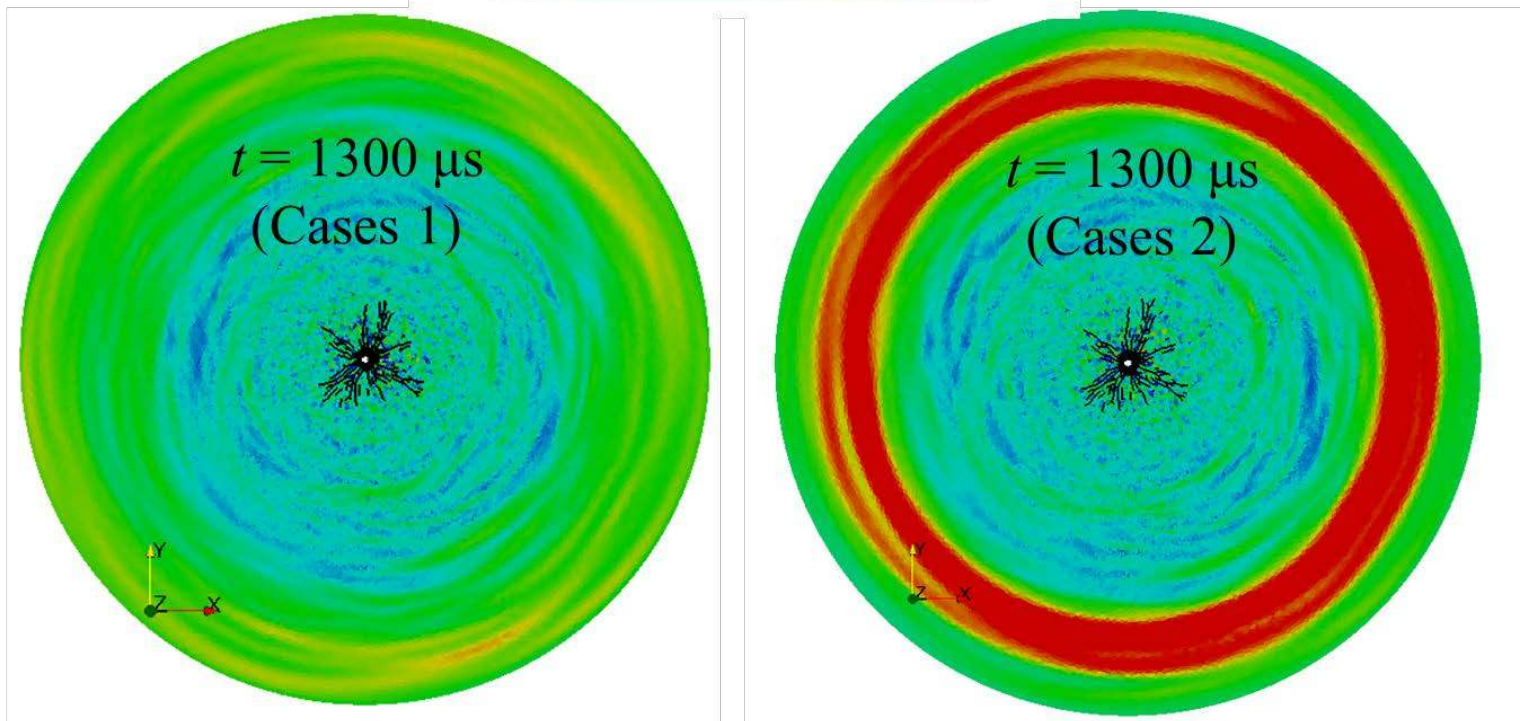 t = 1300 μs
(Cases 1)
t = 1300 μs
(Cases 2)
Y
Z X
Y
Z X